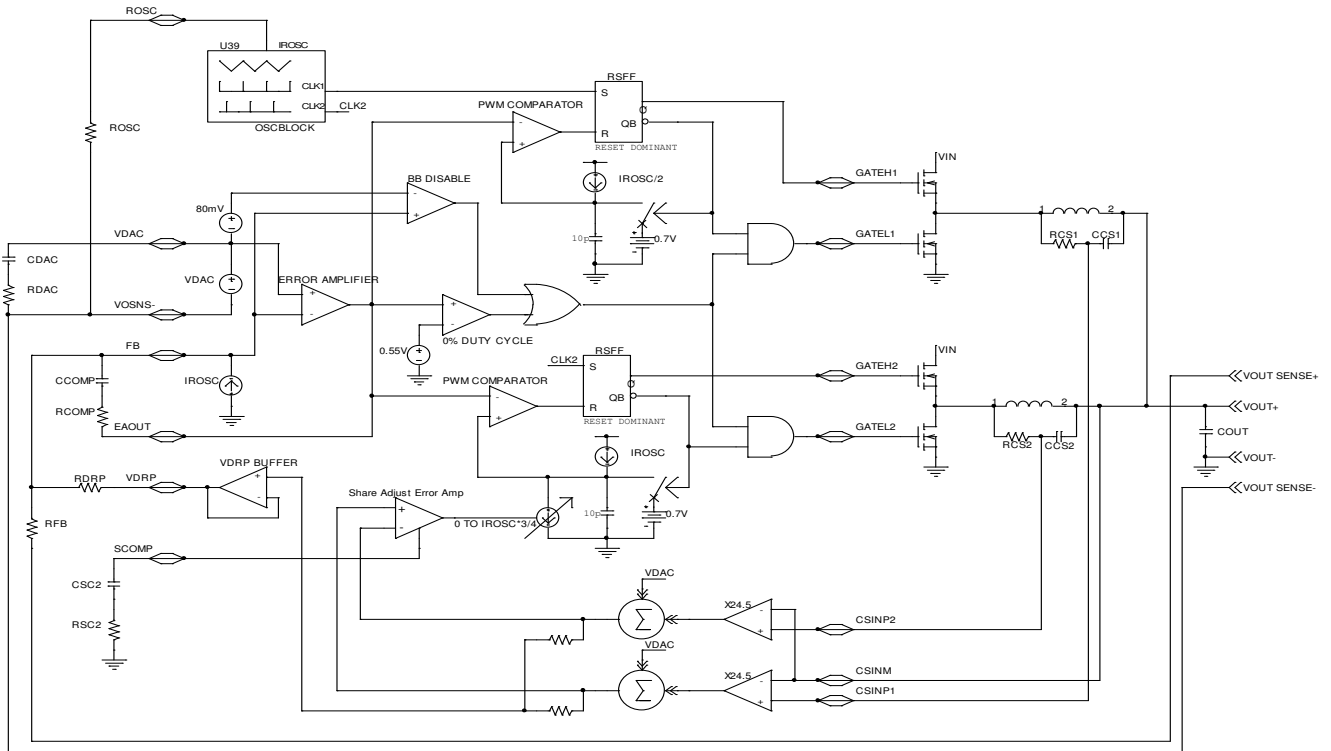 ROSC
U39
IROSC
CLK1
CLK2
CLK2
OSCBLOCK
ROSC
RSFF
S
R
QB
RESET DOMINANT
PWM COMPARATOR
-
+
IROSC/2
10p
0.7V
+
-
BB DISABLE
-
+
80mV
+
-
VDAC
CDAC
RDAC
VDAC
+
-
VOSNS-
ERROR AMPLIFIER
+
-
+
-
0% DUTY CYCLE
0.55V
+
-
FB
IROSC
CCOMP
RCOMP
EAOUT
CLK2
RSFF
S
R
QB
RESET DOMINANT
PWM COMPARATOR
-
+
IROSC
10p
0.7V
+
-
GATEH1
GATEL1
GATEH2
GATEL2
VIN
VIN
1
2
RCS1
CCS1
1
2
RCS2
CCS2
VOUT SENSE+
VOUT+
COUT
VOUT-
VOUT SENSE-
RDRP
VDRP
VDRP BUFFER
+
-
RFB
SCOMP
CSC2
RSC2
Share Adjust Error Amp
+
-
0 TO IROSC*3/4
VDAC
Σ
X24.5
-
+
CSINP2
VDAC
Σ
X24.5
-
+
CSINM
CSINP1